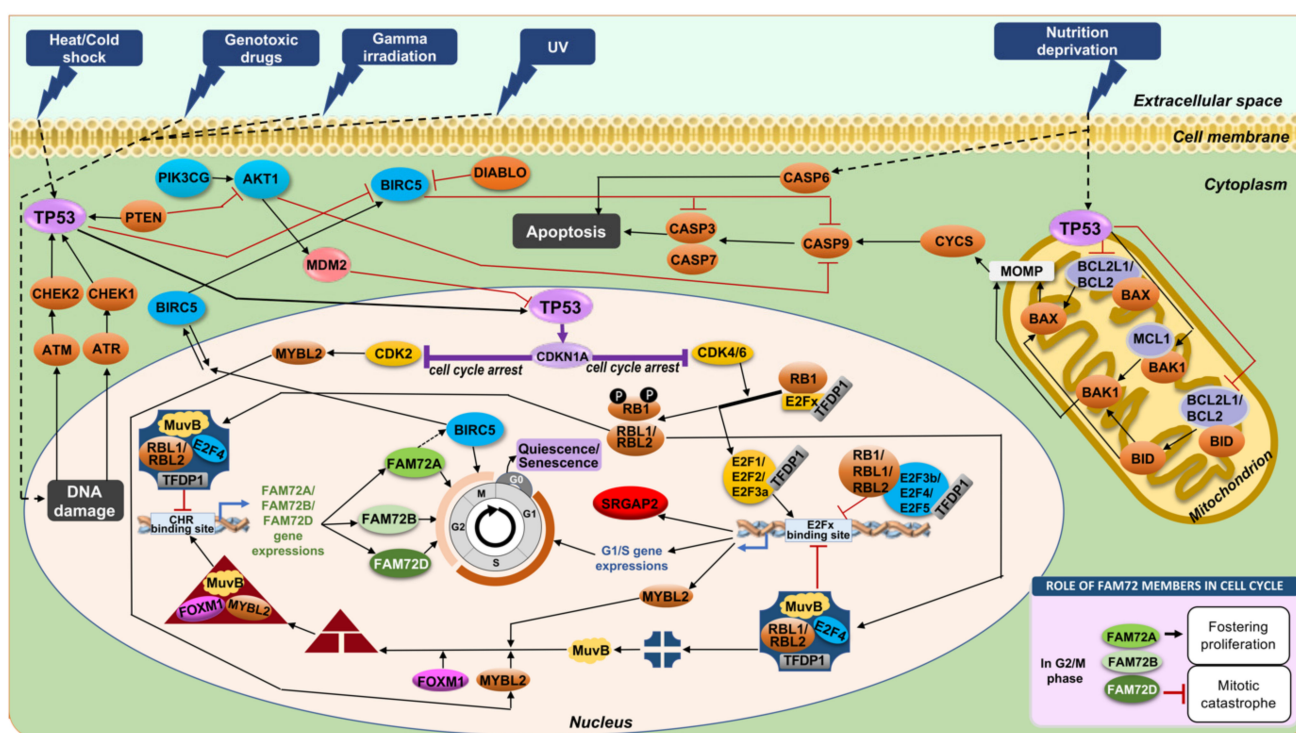 Heat/Cold
shock
Genotoxic
drugs
Gamma
irradiation
UV
Nutrition
deprivation
Extracellular space
Cell membrane
Cytoplasm
PIK3CG
AKT1
BIRC5
DIABLO
CASP6
TP53
PTEN
MDM2
Apoptosis
CASP3
CASP7
CASP9
CYCS
TP53
MOMP
BCL2L1/
BCL2
BAX
BAX
MCL1
BAK1
BAK1
BCL2L1/
BCL2
BID
BID
Mitochondrion
CHEK2
CHEK1
ATM
ATR
DNA
damage
BIRC5
TP53
MYBL2
CDK2
CDKN1A
CDK4/6
cell cycle arrest
cell cycle arrest
RB1
E2Fx
TFDP1
P
P
RB1
RBL1/
RBL2
MuvB
RBL1/
RBL2
E2F4
TFDP1
CHR
binding site
FAM72A/
FAM72B/
FAM72D
gene
expressions
BIRC5
FAM72A
FAM72B
FAM72D
Quiescence/
Senescence
G0
M
G1
G2
S
SRGAP2
G1/S gene
expressions
E2F1/
E2F2/
E2F3a
TFDP1
RB1/
RBL1/
RBL2
E2F3b/
E2F4/
E2F5
TFDP1
E2Fx
binding site
MYBL2
MuvB
RBL1/
RBL2
E2F4
TFDP1
MuvB
FOXM1
MYBL2
MuvB
FOXM1
MYBL2
Nucleus
ROLE OF FAM72 MEMBERS IN CELL CYCLE
In G2/M
phase
FAM72A
FAM72B
FAM72D
Fostering
proliferation
Mitotic
catastrophe